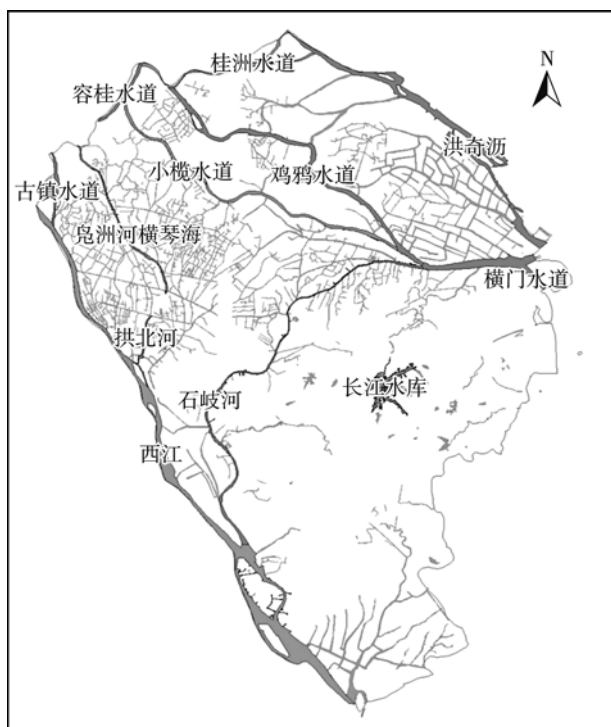 桂洲水道
N
容桂水道
洪奇沥
小榄水道
鸡鸦水道
古镇水道
凫洲河横琴海
横门水道
拱北河
长江水库
石岐河
西江